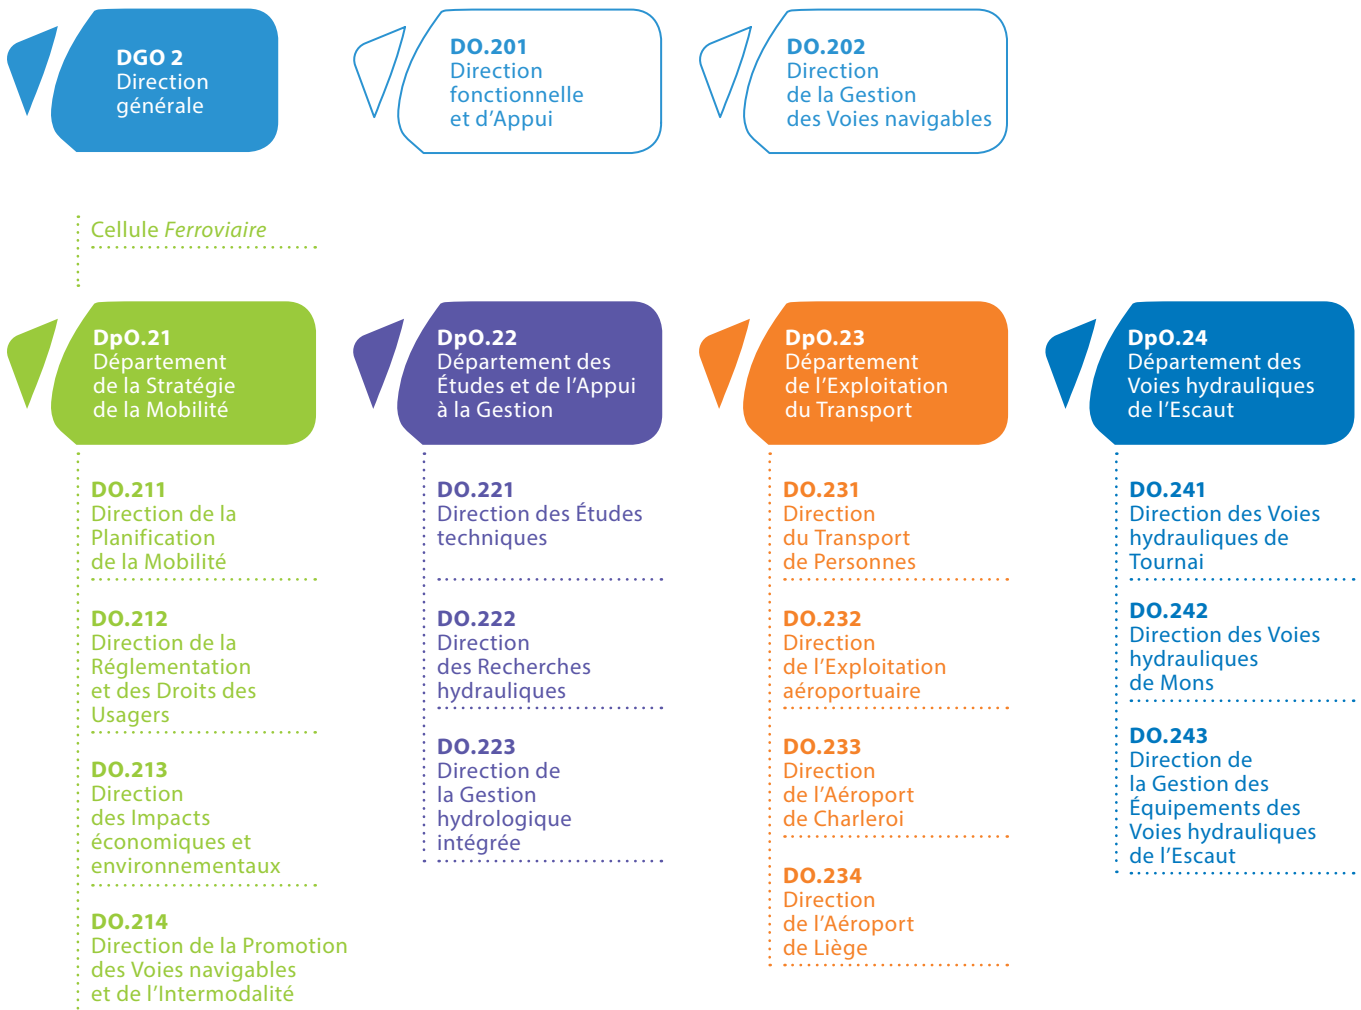 DGO 2
Direction
générale
DO.201
Direction
fonctionnelle
et d'Appui
DO.202
Direction
de la Gestion
des Voies navigables
Cellule Ferroviaire
DpO.21
Département
de la Stratégie
de la Mobilité
DO.211
Direction de la
Planification
de la Mobilité
DO.212
Direction de la
Réglementation
et des Droits des
Usagers
DO.213
Direction
des Impacts
économiques et
environnementaux
DO.214
Direction de la Promotion
des Voies navigables
et de l'Intermodalité
DpO.22
Département des
Études et de l'Appui
à la Gestion
DO.221
Direction des Études
techniques
DO.222
Direction
des Recherches
hydrauliques
DO.223
Direction de
la Gestion
hydrologique
intégrée
DpO.23
Département
de l'Exploitation
du Transport
DO.231
Direction
du Transport
de Personnes
DO.232
Direction
de l'Exploitation
aéroportuaire
DO.233
Direction
de l'Aéroport
de Charleroi
DO.234
Direction
de l'Aéroport
de Liège
DpO.24
Département des
Voies hydrauliques
de l'Escaut
DO.241
Direction des Voies
hydrauliques de
Tournai
DO.242
Direction des Voies
hydrauliques
de Mons
DO.243
Direction de
la Gestion des
Équipements des
Voies hydrauliques
de l'Escaut